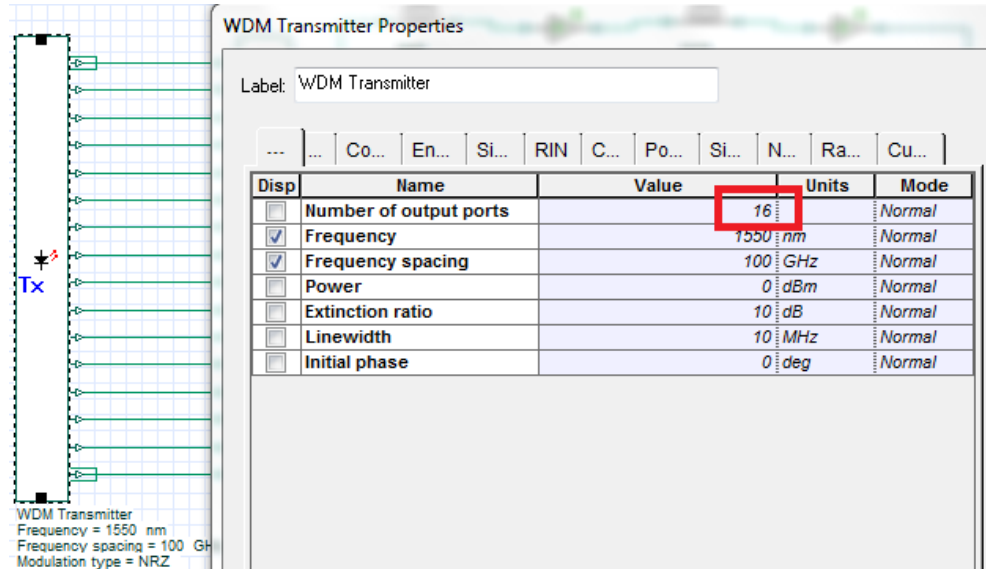 WDM Transmitter Properties
Label: WDM Transmitter
--- ... Co... En... Si... RIN C... Po... Si... N... Ra... Cu...
Disp Name Value Units Mode
Number of output ports 16 Normal
Frequency 1550 nm Normal
Frequency spacing 100 GHz Normal
Power 0 dBm Normal
Extinction ratio 10 dB Normal
Linewidth 10 MHz Normal
Initial phase 0 deg Normal
Tx
WDM Transmitter
Frequency = 1550 nm
Frequency spacing = 100 GH
Modulation type = NRZ